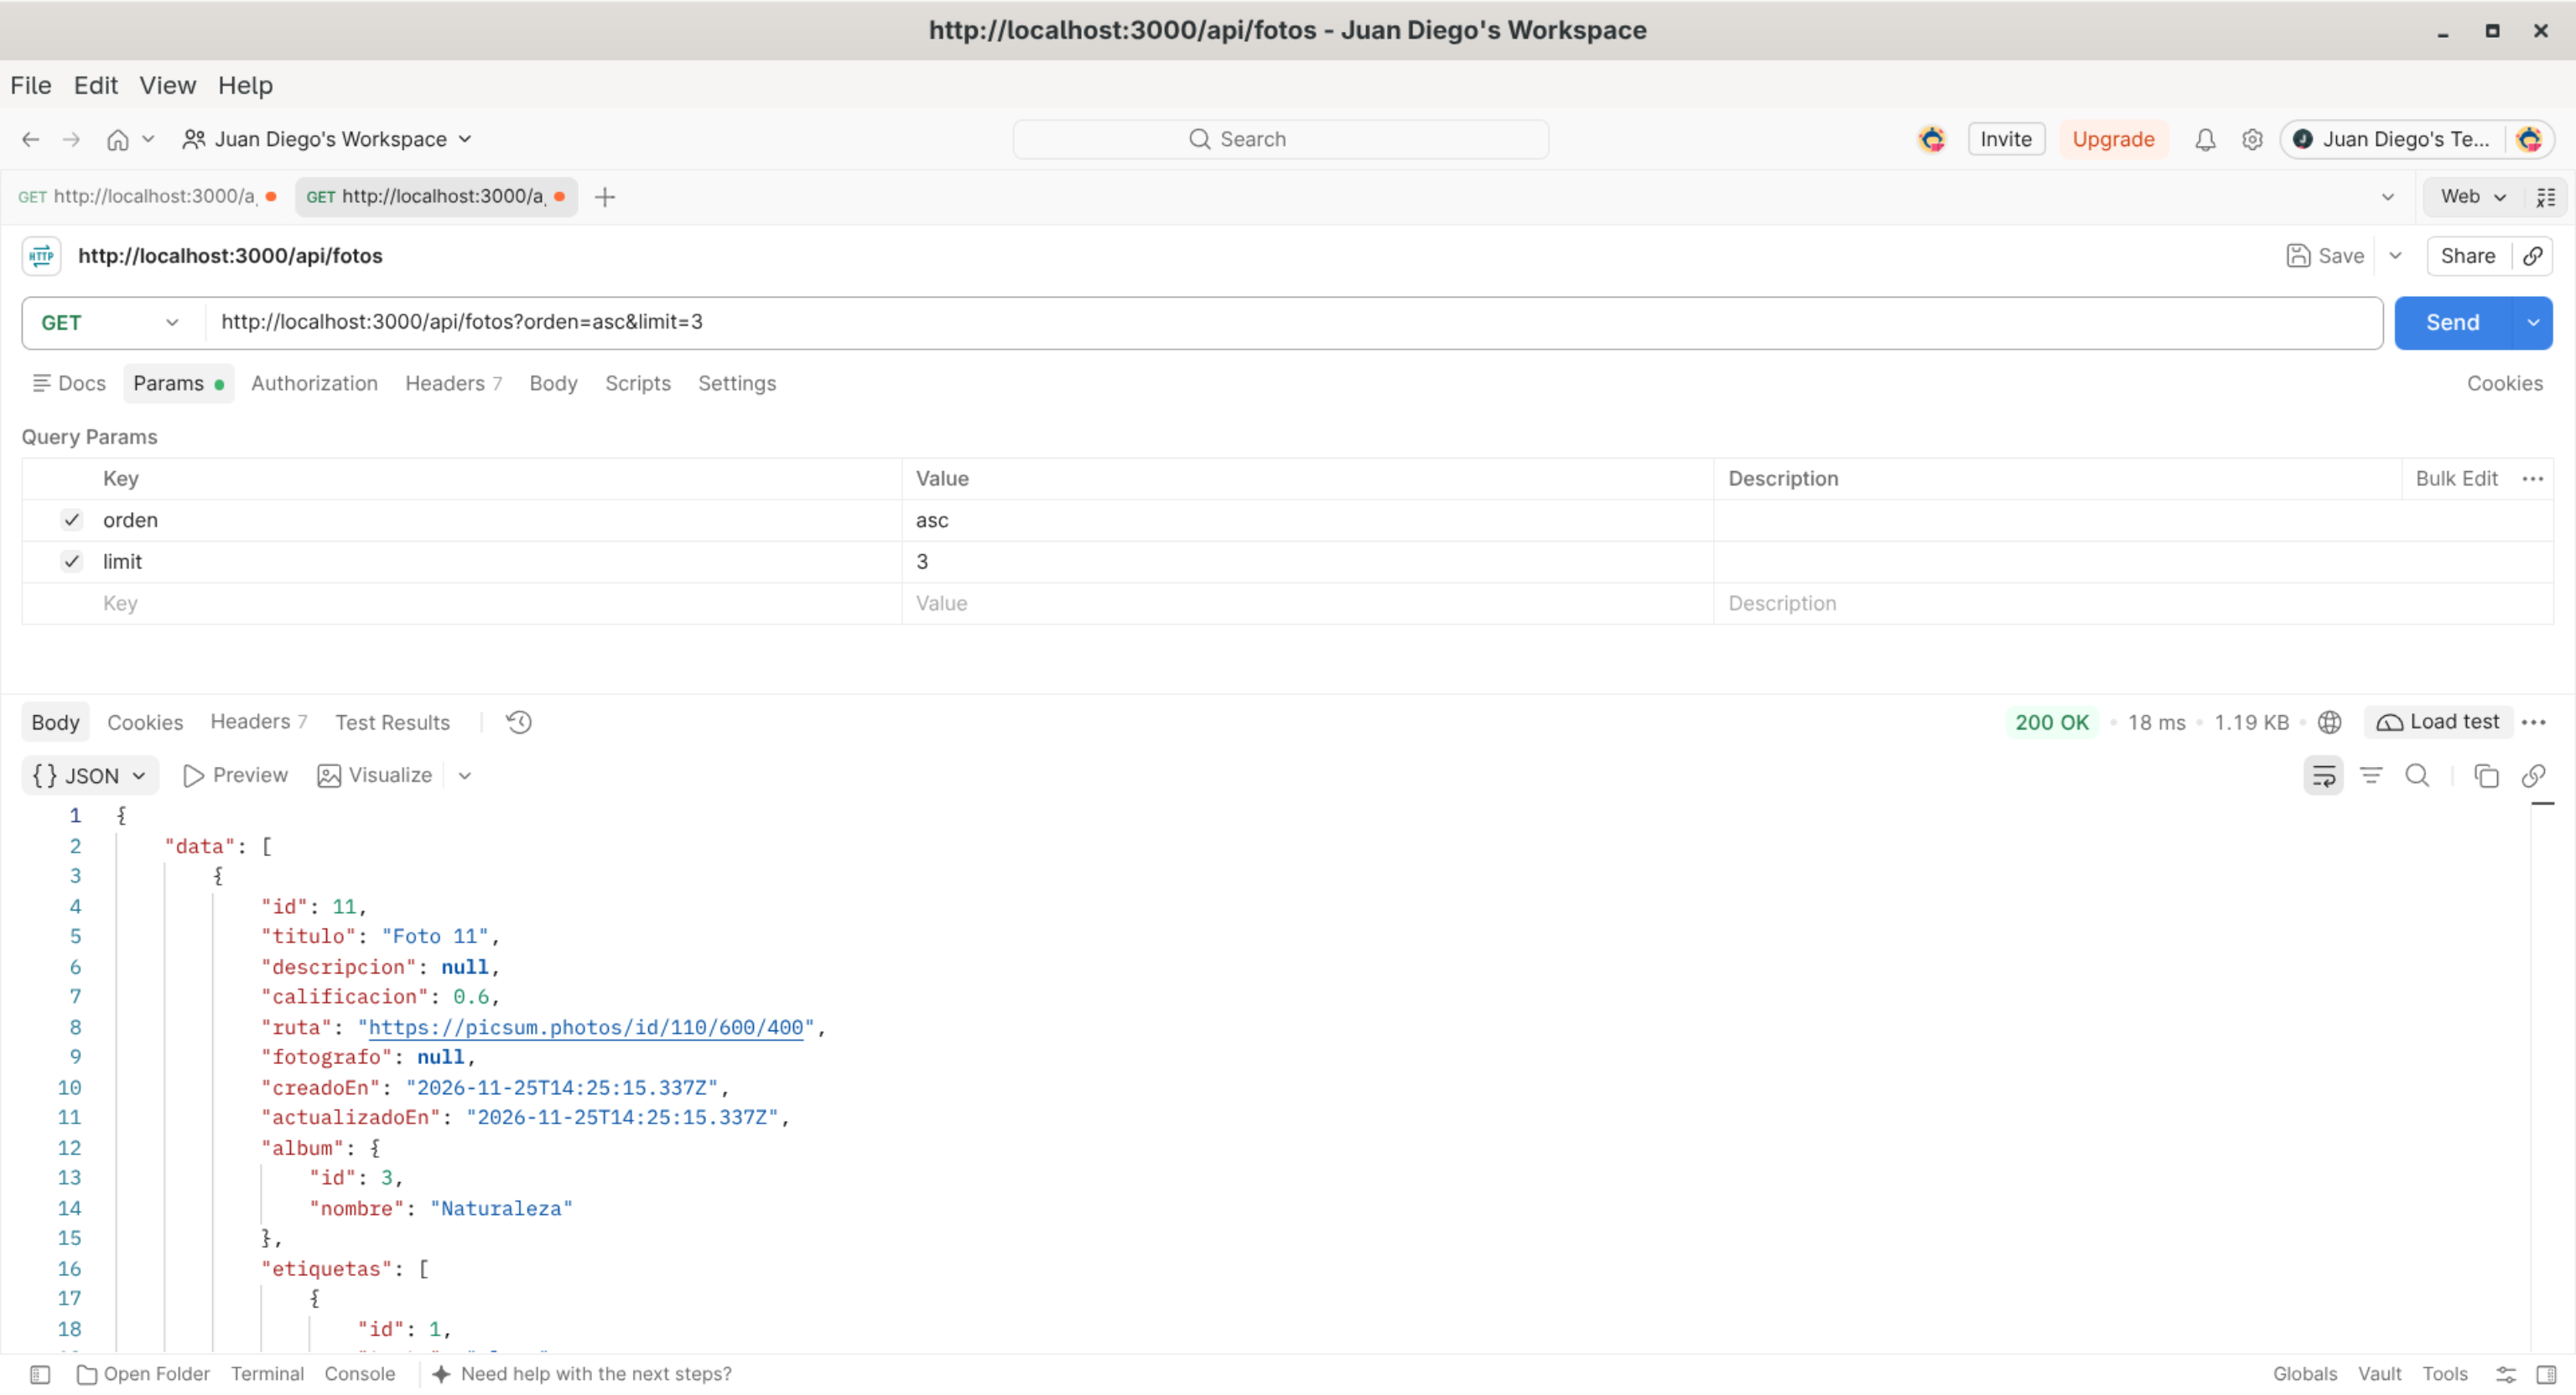 http://localhost:3000/api/fotos - Juan Diego's Workspace
File Edit View Help
Juan Diego's Workspace Search Invite Upgrade Juan Diego's Te...
GET http://localhost:3000/a GET http://localhost:3000/a Web
HTTP http://localhost:3000/api/fotos Save Share
GET http://localhost:3000/api/fotos?orden=asc&limit=3 Send
Docs Params Authorization Headers 7 Body Scripts Settings Cookies
Query Params
Key Value Description Bulk Edit
orden asc
limit 3
Key Value Description
Body Cookies Headers 7 Test Results 200 OK 18 ms 1.19 KB Load test
{} JSON Preview Visualize
1 {
2 "data": [
3 {
4 "id": 11,
5 "titulo": "Foto 11",
6 "descripcion": null,
7 "calificacion": 0.6,
8 "ruta": "https://picsum.photos/id/110/600/400",
9 "fotografo": null,
10 "creadoEn": "2026-11-25T14:25:15.337Z",
11 "actualizadoEn": "2026-11-25T14:25:15.337Z",
12 "album": {
13 "id": 3,
14 "nombre": "Naturaleza"
15 },
16 "etiquetas": [
17 {
18 "id": 1,
Open Folder Terminal Console Need help with the next steps? Globals Vault Tools